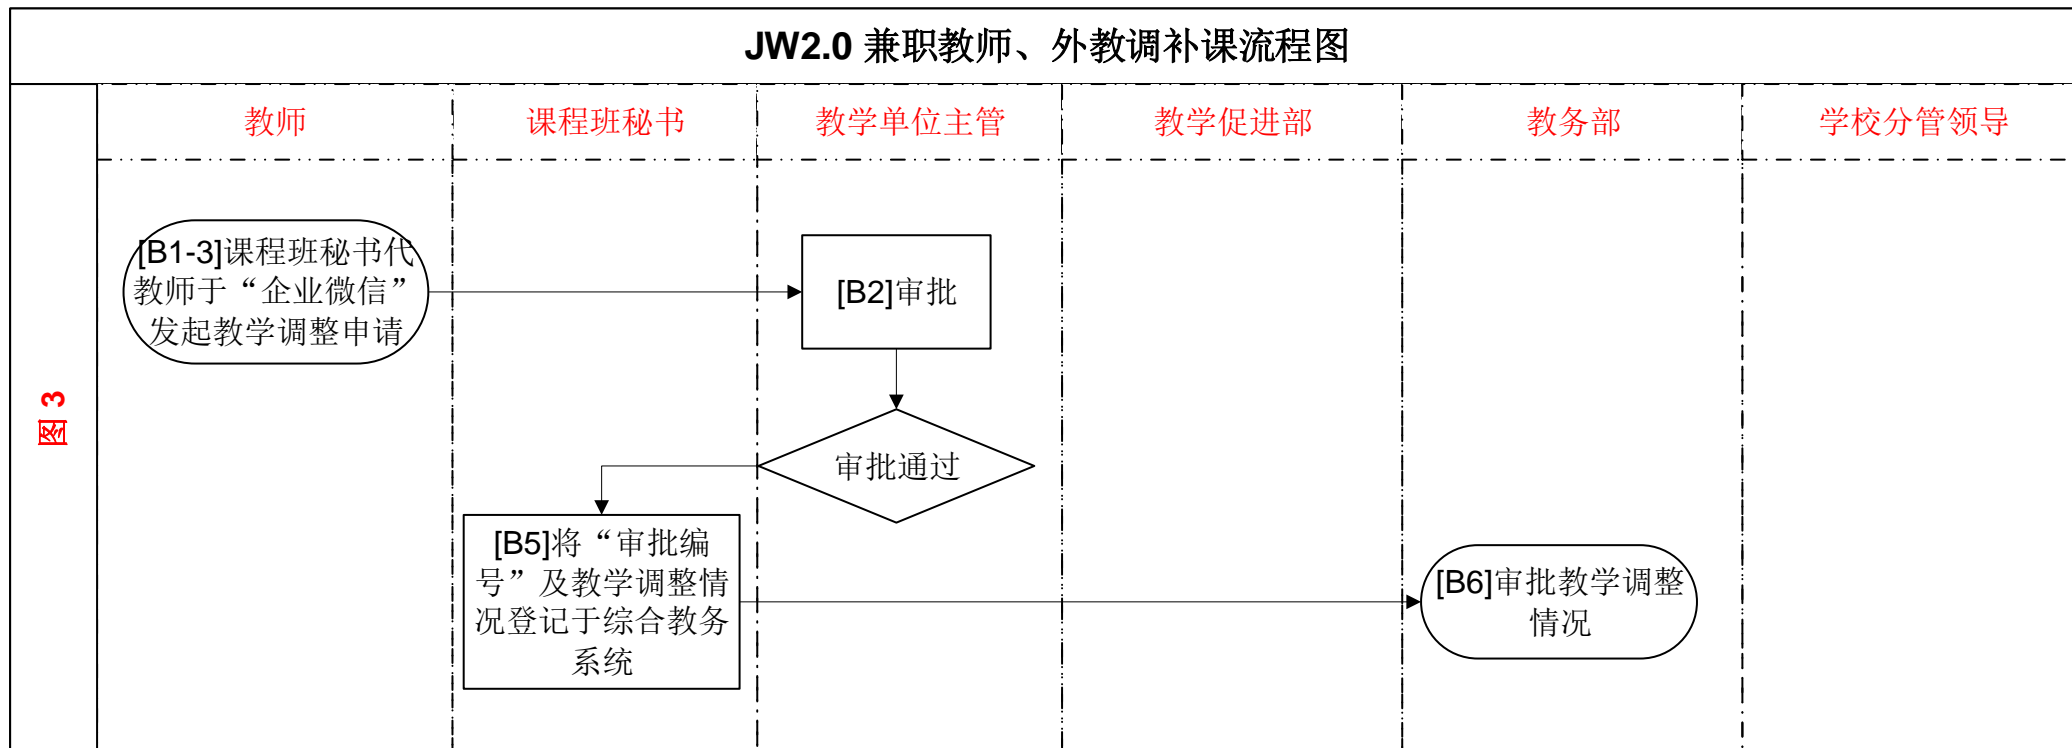 JW2.0 兼职教师、外教调补课流程图
教师
课程班秘书
教学单位主管
教学促进部
教务部
学校分管领导
图 3
[B1-3]课程班秘书代
教师于“企业微信”
发起教学调整申请
[B2]审批
审批通过
[B5]将“审批编
号”及教学调整情
况登记于综合教务
系统
[B6]审批教学调整
情况